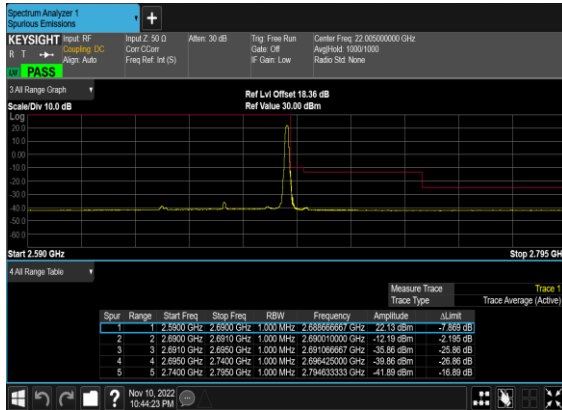 Spectrum Analyzer 1
Spurious Emissions
+
KEYSIGHT Input: RF Input Z: 50 Ω Atten: 30 dB Trig: Free Run Center Freq: 22.005000000 GHz
R T Coupling: DC Corr CCorr Gate: Off Avg|Hold: 1000/1000
Align: Auto Freq Ref: Int (S) IF Gain: Low Radio Std: None
PASS
3 All Range Graph
Ref Lvl Offset 18.36 dB
Scale/Div 10.0 dB Ref Value 30.00 dBm
Log
20.0
10.0
0.00
-10.0
-20.0
-30.0
-40.0
-50.0
-60.0
Start 2.590 GHz Stop 2.795 GH
4 All Range Table
Measure Trace Trace 1
Trace Type Trace Average (Active)
Spur Range Start Freq Stop Freq RBW Frequency Amplitude ΔLimit
1 1 2.5900 GHz 2.6900 GHz 1.000 MHz 2.688666667 GHz 22.13 dBm -7.869 dB
2 2 2.6900 GHz 2.6910 GHz 1.000 MHz 2.690010000 GHz -12.19 dBm -2.195 dB
3 3 2.6910 GHz 2.6950 GHz 1.000 MHz 2.691066667 GHz -35.86 dBm -25.86 dB
4 4 2.6950 GHz 2.7400 GHz 1.000 MHz 2.696425000 GHz -39.86 dBm -26.86 dB
5 5 2.7400 GHz 2.7950 GHz 1.000 MHz 2.794633333 GHz -41.89 dBm -16.89 dB
? Nov 10, 2022
10:44:23 PM